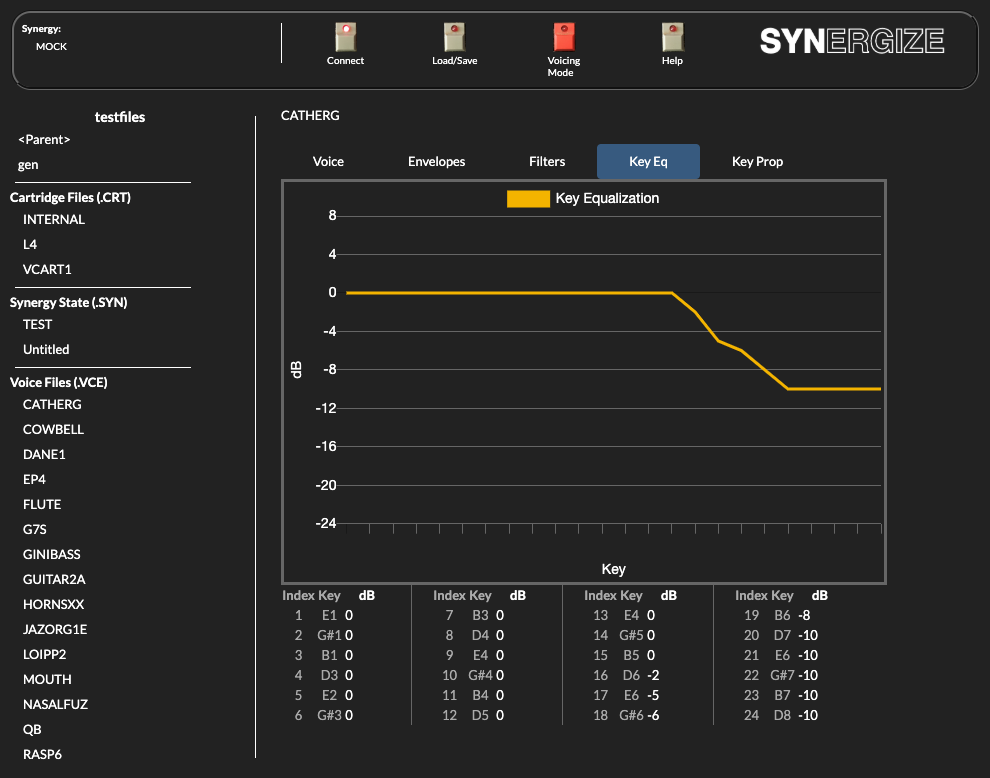 Synergy:
MOCK
Connect
Load/Save
Voicing
Mode
Help
SYNERGIZE
testfiles
<Parent>
gen
Cartridge Files (.CRT)
INTERNAL
L4
VCART1
Synergy State (.SYN)
TEST
Untitled
Voice Files (.VCE)
CATHERG
COWBELL
DANE1
EP4
FLUTE
G7S
GINIBASS
GUITAR2A
HORNSXX
JAZORG1E
LOIPP2
MOUTH
NASALFUZ
QB
RASP6
CATHERG
Voice Envelopes Filters Key Eq Key Prop
Key Equalization
8
4
0
-4
-8
-12
-16
-20
-24
dB
Key
Index Key dB Index Key dB Index Key dB Index Key dB
1 E1 0 7 B3 0 13 E4 0 19 B6 -8
2 G#1 0 8 D4 0 14 G#5 0 20 D7 -10
3 B1 0 9 E4 0 15 B5 0 21 E6 -10
4 D3 0 10 G#4 0 16 D6 -2 22 G#7 -10
5 E2 0 11 B4 0 17 E6 -5 23 B7 -10
6 G#3 0 12 D5 0 18 G#6 -6 24 D8 -10